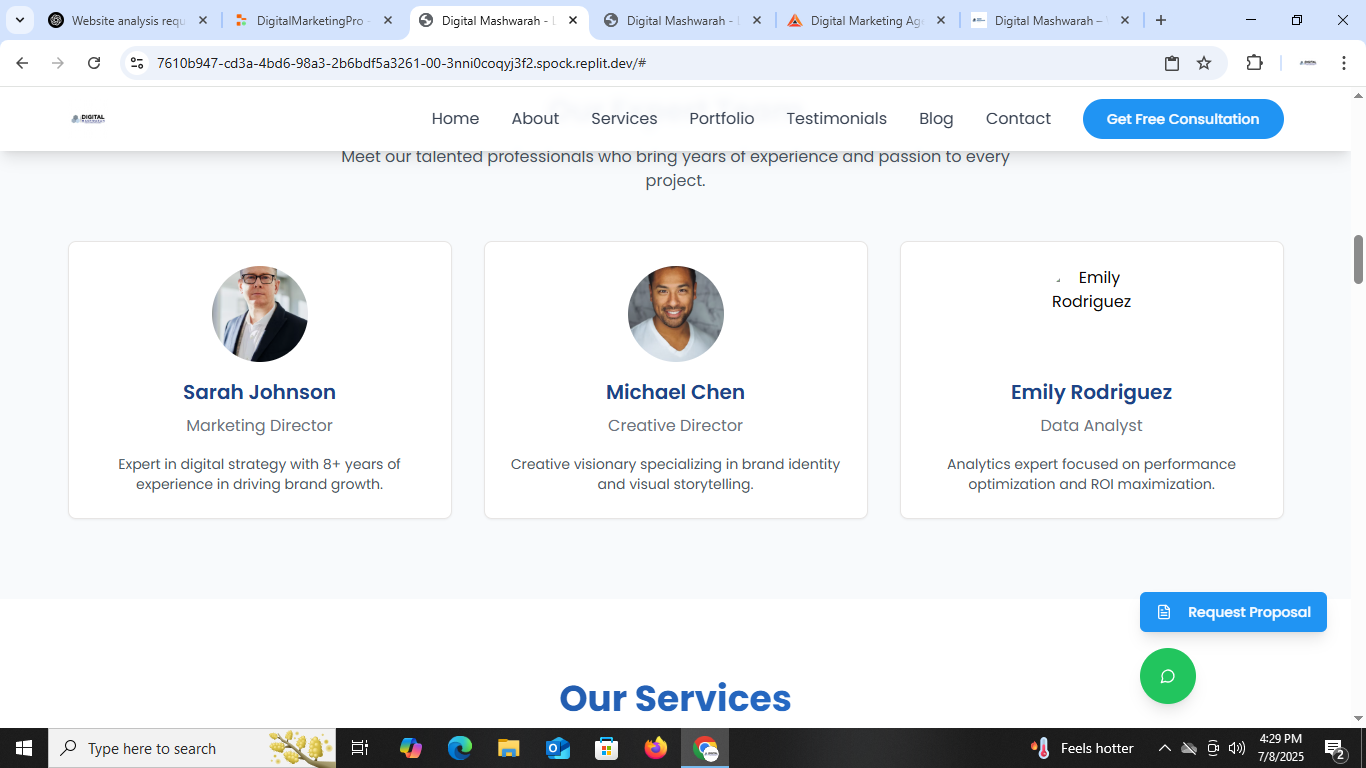 Website analysis requ
DigitalMarketingPro -
Digital Mashwarah - L
Digital Mashwarah - L
Digital Marketing Age
Digital Mashwarah –
7610b947-cd3a-4bd6-98a3-2b6bdf5a3261-00-3nni0coqyj3f2.spock.replit.dev/#
DIGITAL
Home
About
Services
Portfolio
Testimonials
Blog
Contact
Get Free Consultation
Meet our talented professionals who bring years of experience and passion to every
project.
Emily
Rodriguez
Sarah Johnson
Marketing Director
Expert in digital strategy with 8+ years of
experience in driving brand growth.
Michael Chen
Creative Director
Creative visionary specializing in brand identity
and visual storytelling.
Emily Rodriguez
Data Analyst
Analytics expert focused on performance
optimization and ROI maximization.
Request Proposal
Our Services
Type here to search
Feels hotter
4:29 PM
7/8/2025
2